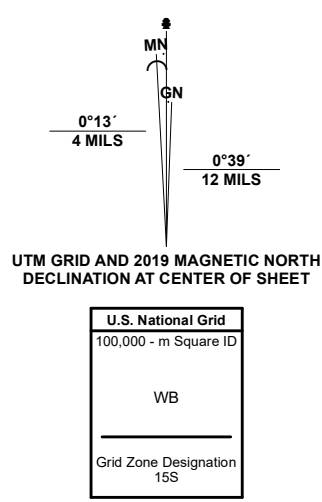 MN
GN
0°13´
4 MILS
0°39´
12 MILS
UTM GRID AND 2019 MAGNETIC NORTH
DECLINATION AT CENTER OF SHEET
U.S. National Grid
100,000 - m Square ID
WB
Grid Zone Designation
15S